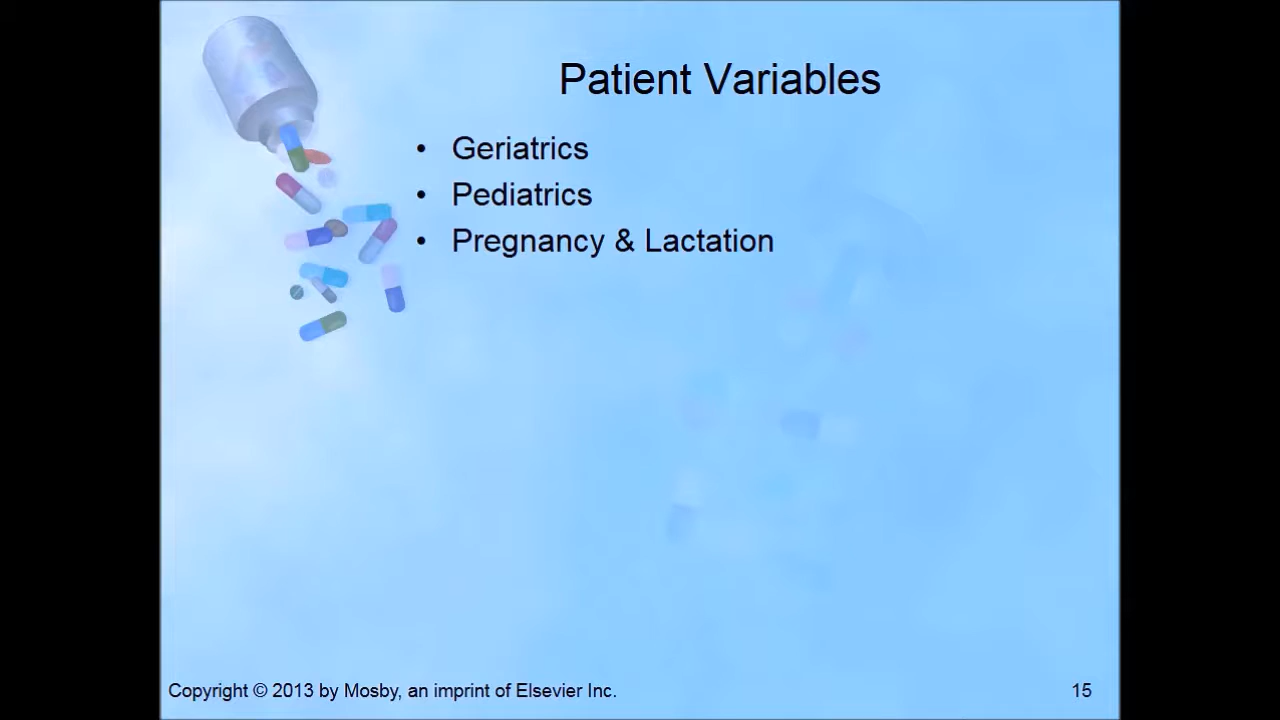 Patient Variables
• Geriatrics
• Pediatrics
• Pregnancy & Lactation
Copyright © 2013 by Mosby, an imprint of Elsevier Inc.
15